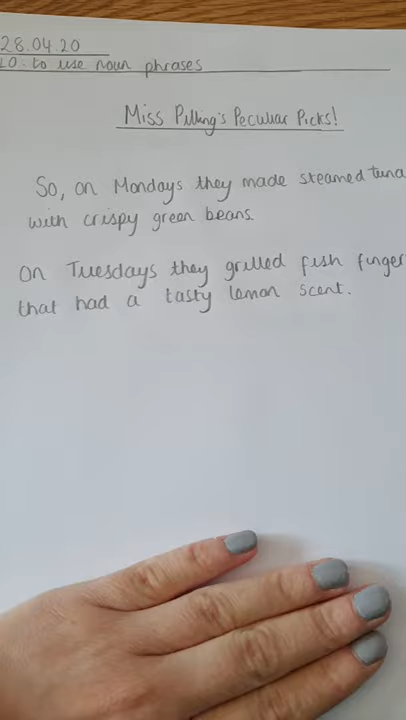 28.04.20
LO: to use noun phrases
Miss Pilling's Peculiar Picks!
So, on Mondays they made steamed tuna
with crispy green beans.
On Tuesdays they grilled fish finger
that had a tasty lemon scent.